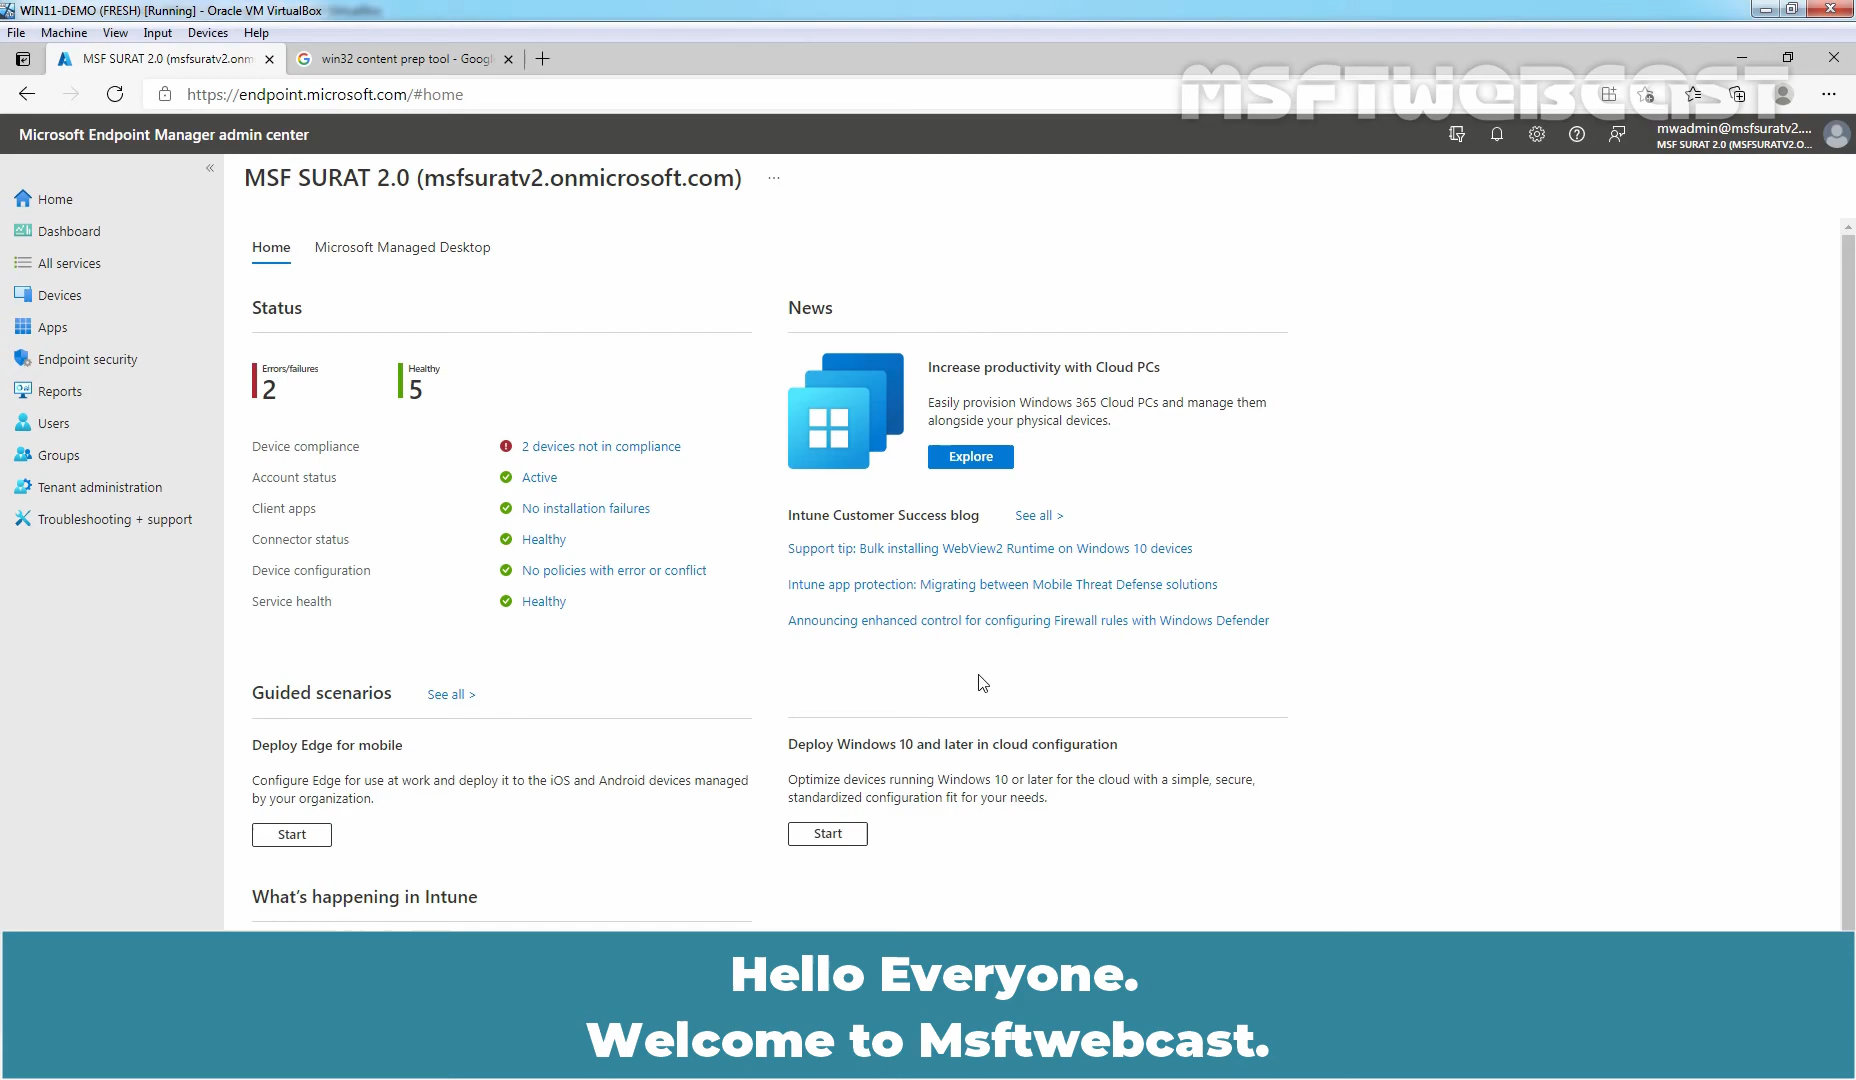 WIN11-DEMO (FRESH) [Running] - Oracle VM VirtualBox
File Machine View Input Devices Help
MSF SURAT 2.0 (msfsuratv2.onm
win32 content prep tool - Goog
https://endpoint.microsoft.com/#home
MSFTWEBCAST
Microsoft Endpoint Manager admin center
mwadmin@msfsuratv2....
MSF SURAT 2.0 (MSFSURATV2.O...
«
Home
Dashboard
All services
Devices
Apps
Endpoint security
Reports
Users
Groups
Tenant administration
Troubleshooting + support
MSF SURAT 2.0 (msfsuratv2.onmicrosoft.com) ...
Home Microsoft Managed Desktop
Status
Errors/failures
2
Healthy
5
Device compliance 2 devices not in compliance
Account status Active
Client apps No installation failures
Connector status Healthy
Device configuration No policies with error or conflict
Service health Healthy
News
Increase productivity with Cloud PCs
Easily provision Windows 365 Cloud PCs and manage them
alongside your physical devices.
Explore
Intune Customer Success blog See all >
Support tip: Bulk installing WebView2 Runtime on Windows 10 devices
Intune app protection: Migrating between Mobile Threat Defense solutions
Announcing enhanced control for configuring Firewall rules with Windows Defender
Guided scenarios See all >
Deploy Edge for mobile
Configure Edge for use at work and deploy it to the iOS and Android devices managed
by your organization.
Start
Deploy Windows 10 and later in cloud configuration
Optimize devices running Windows 10 or later for the cloud with a simple, secure,
standardized configuration fit for your needs.
Start
What's happening in Intune
Hello Everyone.
Welcome to Msftwebcast.